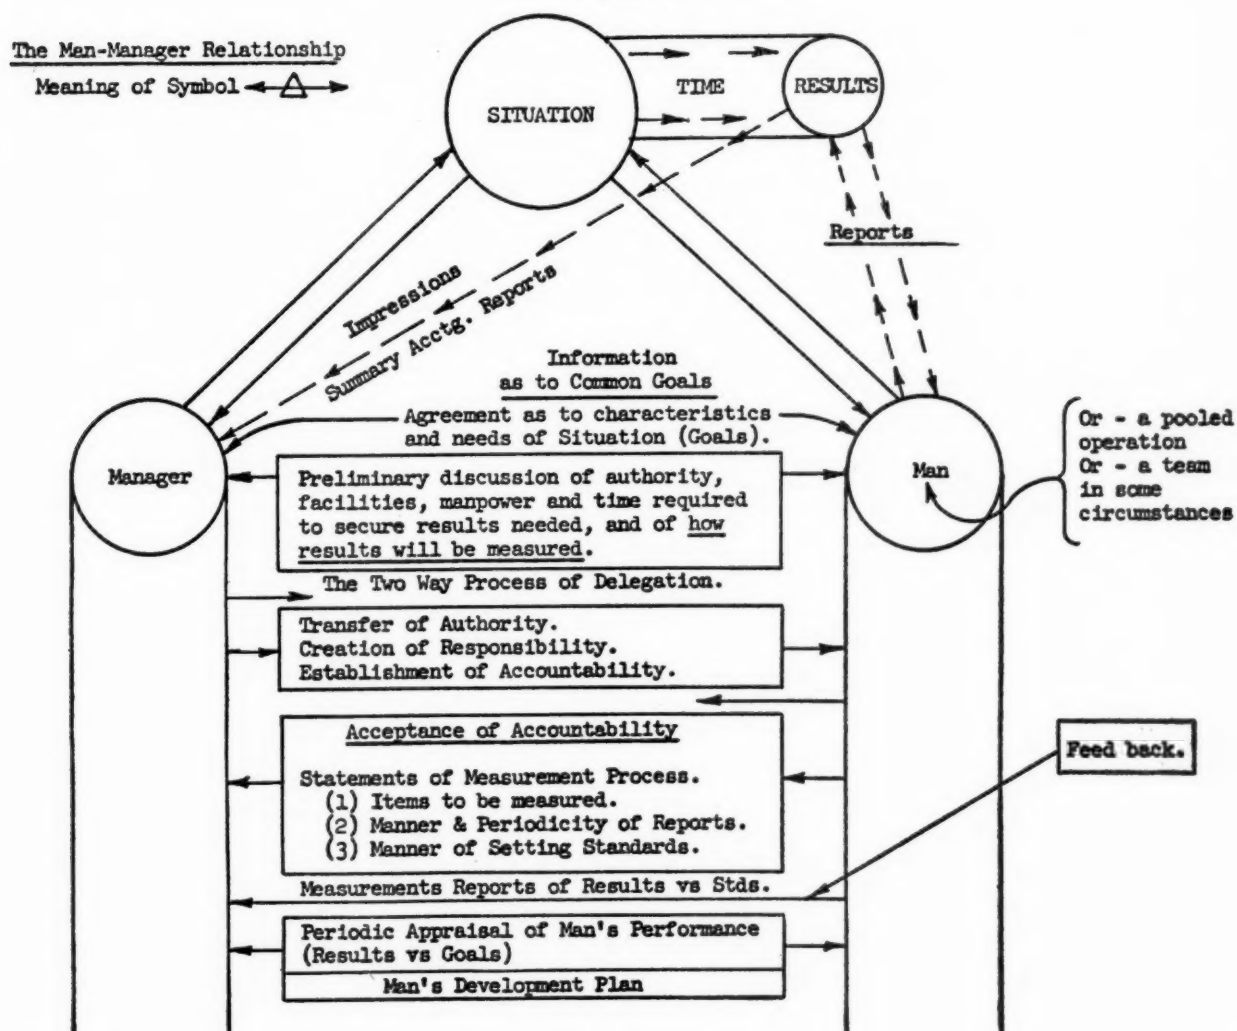 The Man-Manager Relationship
Meaning of Symbol
SITUATION
TIME
RESULTS
Reports
Impressions
Summary Acctg. Reports
Information
as to Common Goals
Agreement as to characteristics
and needs of Situation (Goals).
Manager
Man
Or - a pooled
operation
Or - a team
in some
circumstances
Preliminary discussion of authority,
facilities, manpower and time required
to secure results needed, and of how
results will be measured.
The Two Way Process of Delegation.
Transfer of Authority.
Creation of Responsibility.
Establishment of Accountability.
Acceptance of Accountability
Statements of Measurement Process.
(1) Items to be measured.
(2) Manner & Periodicity of Reports.
(3) Manner of Setting Standards.
Feed back.
Measurements Reports of Results vs Stds.
Periodic Appraisal of Man's Performance
(Results vs Goals)
Man's Development Plan